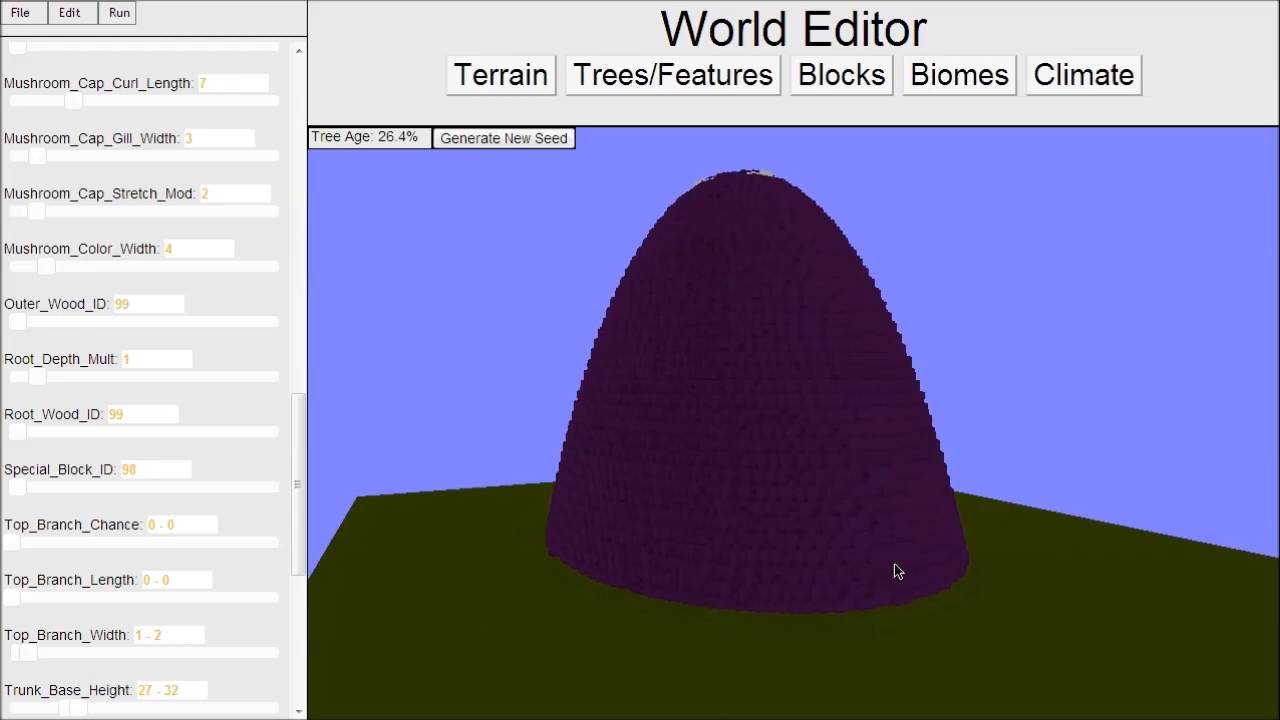 File Edit Run
World Editor
Terrain Trees/Features Blocks Biomes Climate
Tree Age: 26.4% Generate New Seed
Mushroom_Cap_Curl_Length: 7
Mushroom_Cap_Gill_Width: 3
Mushroom_Cap_Stretch_Mod: 2
Mushroom_Color_Width: 4
Outer_Wood_ID: 99
Root_Depth_Mult: 1
Root_Wood_ID: 99
Special_Block_ID: 98
Top_Branch_Chance: 0 - 0
Top_Branch_Length: 0 - 0
Top_Branch_Width: 1 - 2
Trunk_Base_Height: 27 - 32